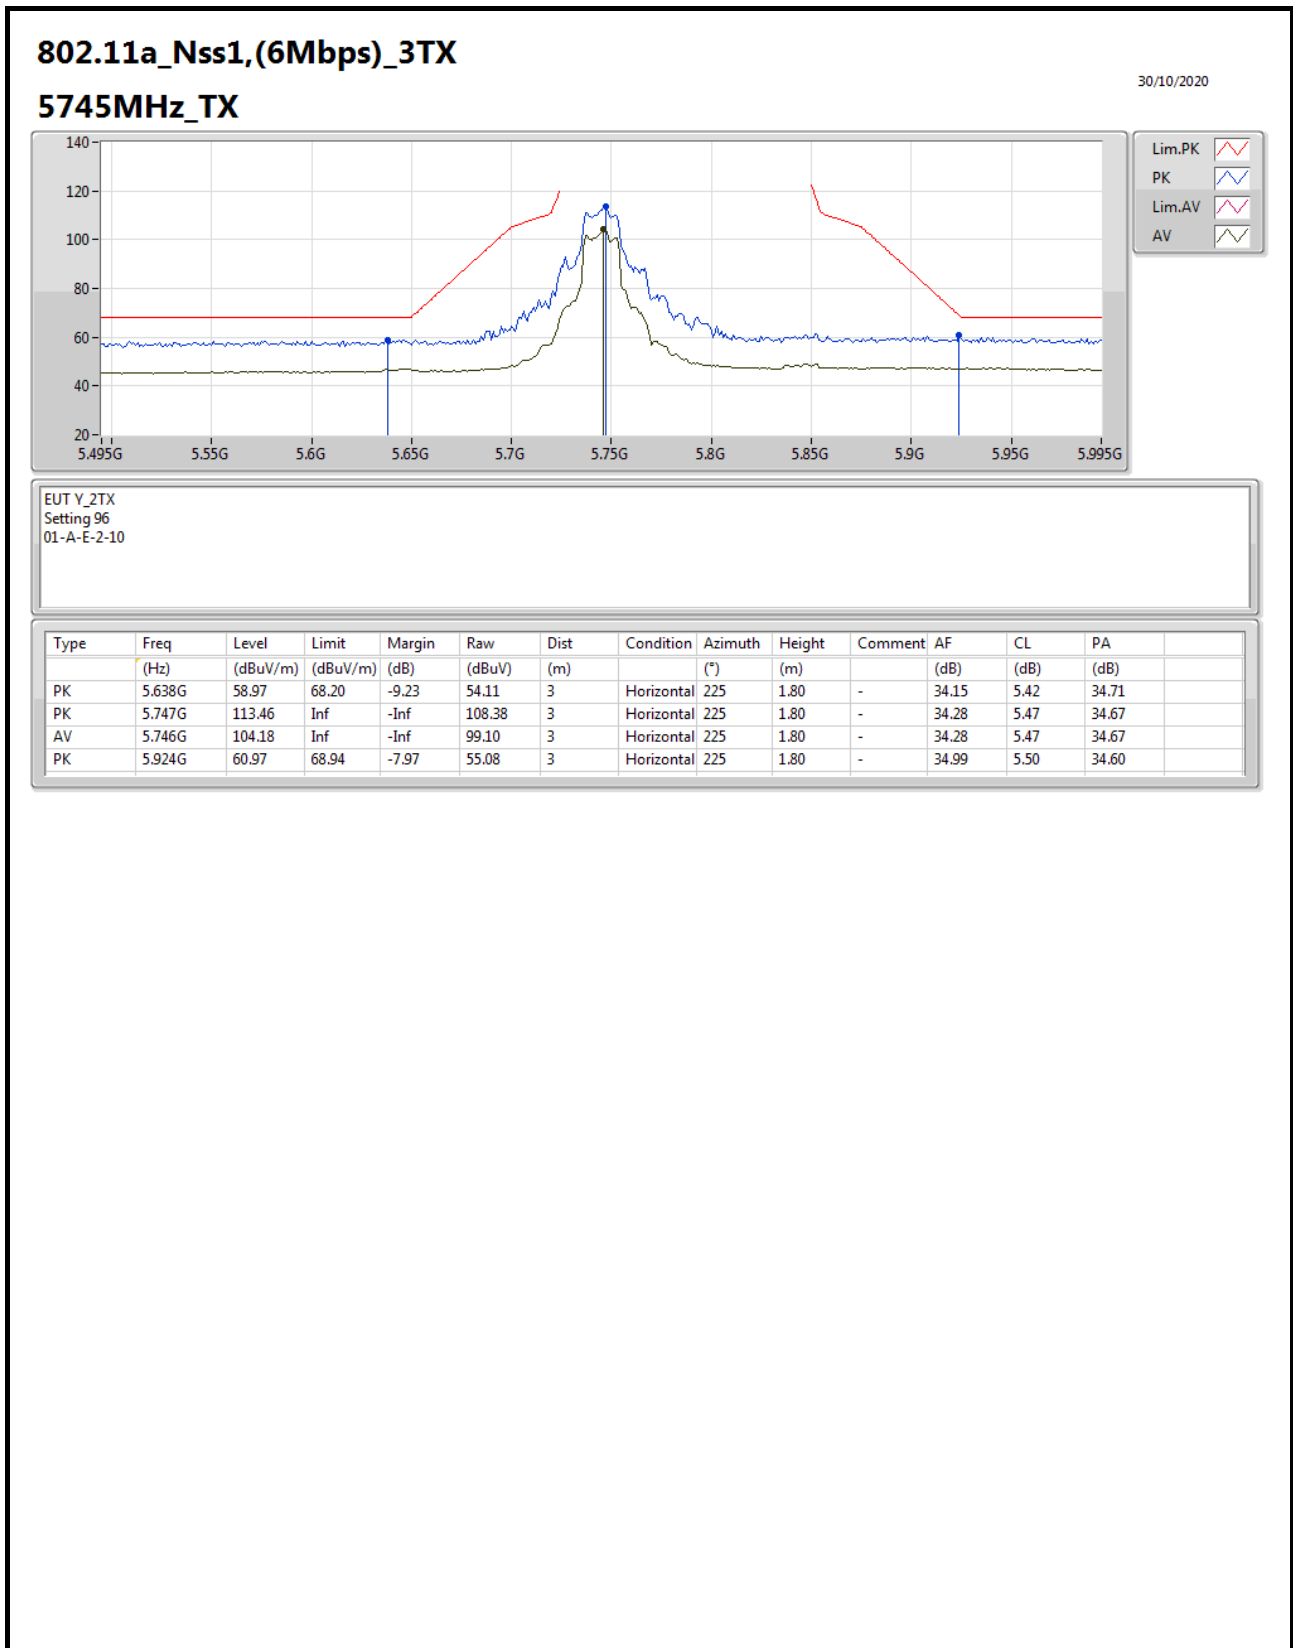 802.11a_Nss1,(6Mbps)_3TX
30/10/2020
5745MHz_TX
140
120
100
80
60
40
20
5.495G 5.55G 5.6G 5.65G 5.7G 5.75G 5.8G 5.85G 5.9G 5.95G 5.995G
Lim.PK
PK
Lim.AV
AV
EUT Y_2TX
Setting 96
01-A-E-2-10
Type Freq Level Limit Margin Raw Dist Condition Azimuth Height Comment AF CL PA
(Hz) (dBuV/m) (dBuV/m) (dB) (dBuV) (m) (°) (m) (dB) (dB) (dB)
PK 5.638G 58.97 68.20 -9.23 54.11 3 Horizontal 225 1.80 - 34.15 5.42 34.71
PK 5.747G 113.46 Inf -Inf 108.38 3 Horizontal 225 1.80 - 34.28 5.47 34.67
AV 5.746G 104.18 Inf -Inf 99.10 3 Horizontal 225 1.80 - 34.28 5.47 34.67
PK 5.924G 60.97 68.94 -7.97 55.08 3 Horizontal 225 1.80 - 34.99 5.50 34.60